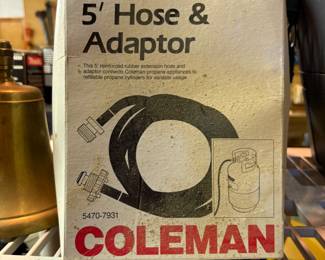 5' Hose &
Adaptor
This 5' reinforced rubber extension hose and
adaptor connects Coleman propane appliances to
refillable propane cylinders for variable usage.
5470-7931
COLEMAN